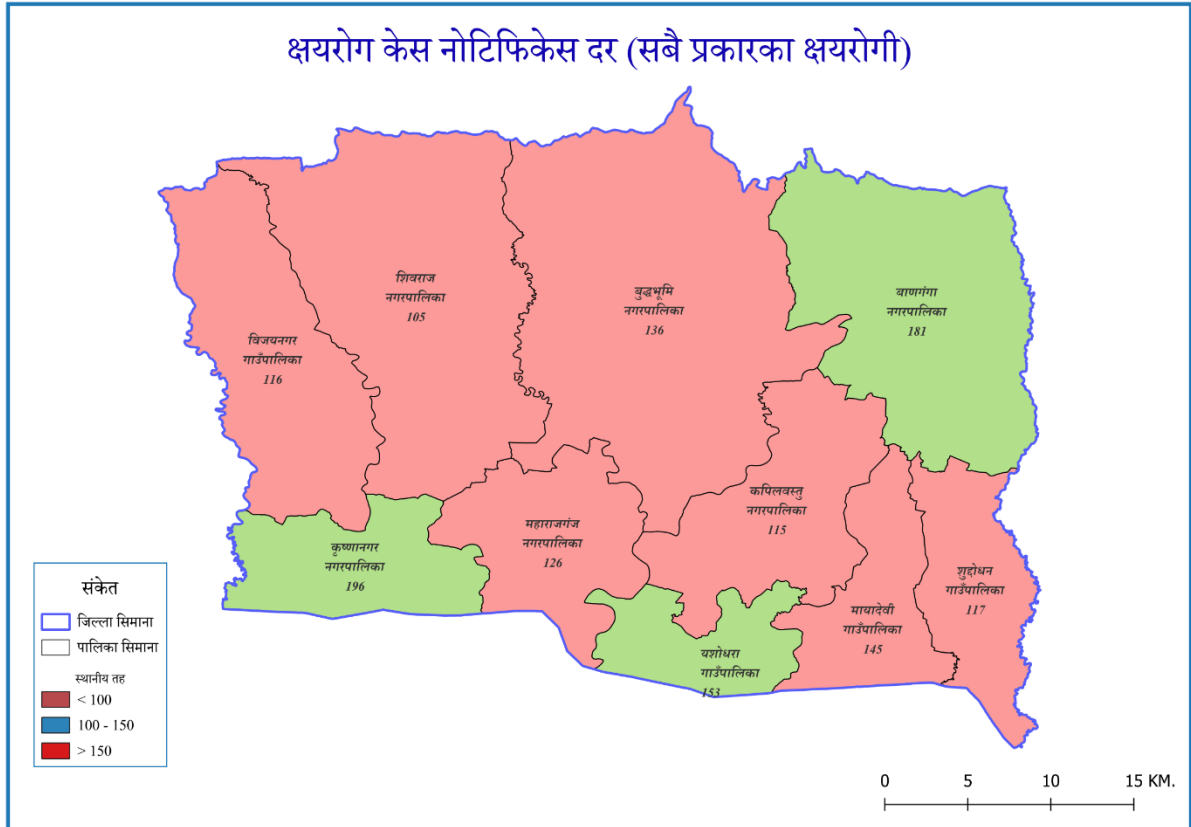 क्षयरोग केस नोटिफिकेस दर (सबै प्रकारका क्षयरोगी)
शिवराज
नगरपालिका
105
बुद्धभूमि
नगरपालिका
136
बाणगंगा
नगरपालिका
181
विजयनगर
गाउँपालिका
116
कपिलवस्तु
नगरपालिका
115
महाराजगंज
नगरपालिका
126
कृष्णानगर
नगरपालिका
196
शुद्दोधन
गाउँपालिका
117
मायादेवी
गाउँपालिका
145
यशोधरा
गाउँपालिका
153
संकेत
जिल्ला सिमाना
पालिका सिमाना
स्थानीय तह
< 100
100 - 150
> 150
0 5 10 15 KM.